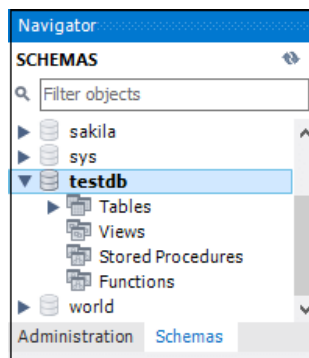 Navigator
SCHEMAS
Filter objects
sakila
sys
testdb
Tables
Views
Stored Procedures
Functions
world
Administration Schemas